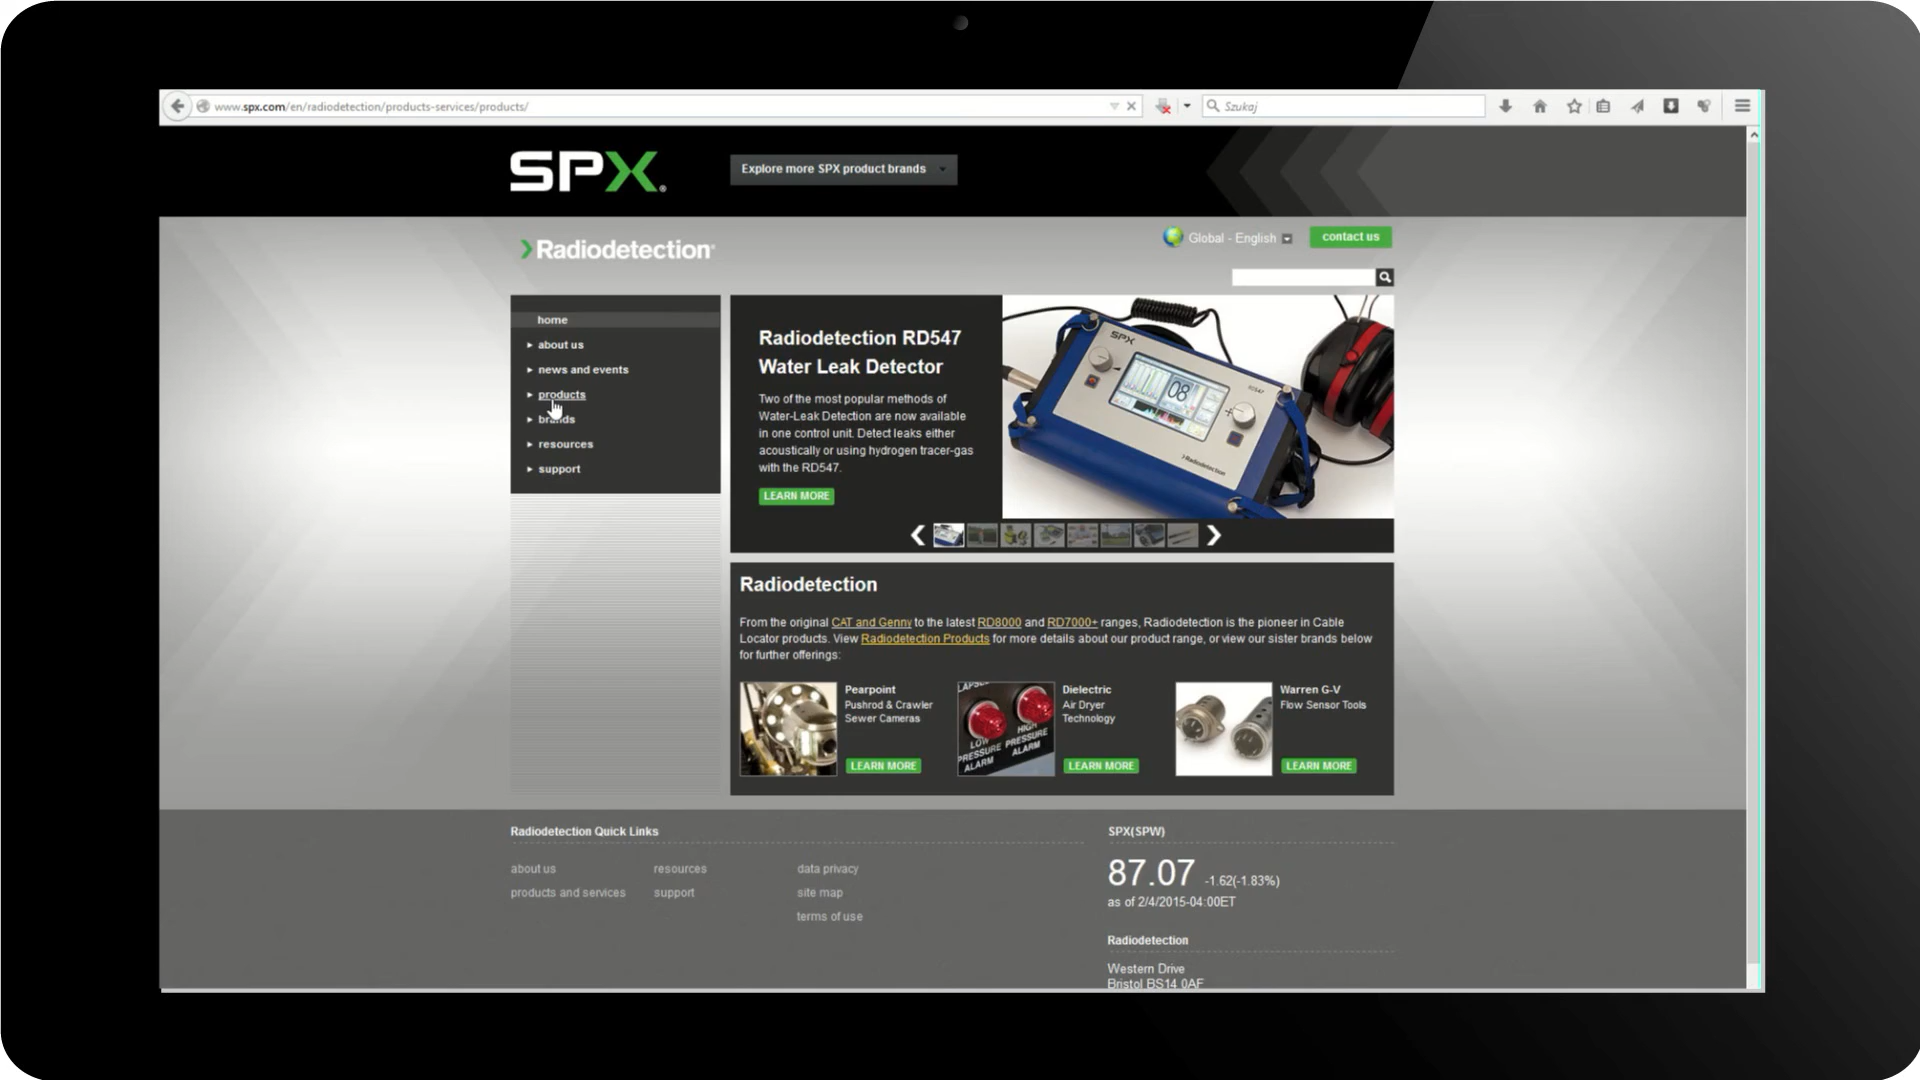 www.spx.com/en/radiodetection/products-services/products/
Szukaj
SPX®
Explore more SPX product brands
Radiodetection
Global - English
contact us
home
about us
news and events
products
brands
resources
support
Radiodetection RD547
Water Leak Detector
Two of the most popular methods of
Water-Leak Detection are now available
in one control unit. Detect leaks either
acoustically or using hydrogen tracer-gas
with the RD547.
LEARN MORE
SPX
08
RD547
Radiodetection
Radiodetection
From the original CAT and Genny to the latest RD8000 and RD7000+ ranges, Radiodetection is the pioneer in Cable
Locator products. View Radiodetection Products for more details about our product range, or view our sister brands below
for further offerings:
Pearpoint
Pushrod & Crawler
Sewer Cameras
LEARN MORE
LOW
PRESSURE
ALARM
HIGH
PRESSURE
ALARM
Dielectric
Air Dryer
Technology
LEARN MORE
Warren G-V
Flow Sensor Tools
LEARN MORE
Radiodetection Quick Links
about us
products and services
resources
support
data privacy
site map
terms of use
SPX(SPW)
87.07 -1.62(-1.83%)
as of 2/4/2015-04:00ET
Radiodetection
Western Drive
Bristol BS14 0AF